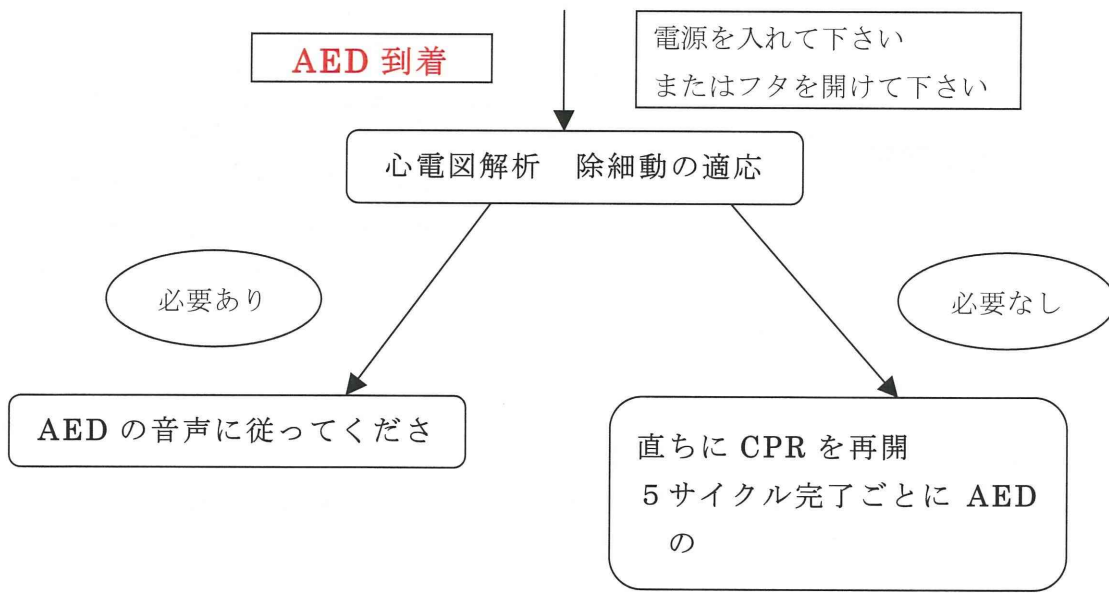 AED 到着
電源を入れて下さい
またはフタを開けて下さい
心電図解析　除細動の適応
必要あり
必要なし
AED の音声に従ってくださ
直ちに CPR を再開
５サイクル完了ごとに AED
の